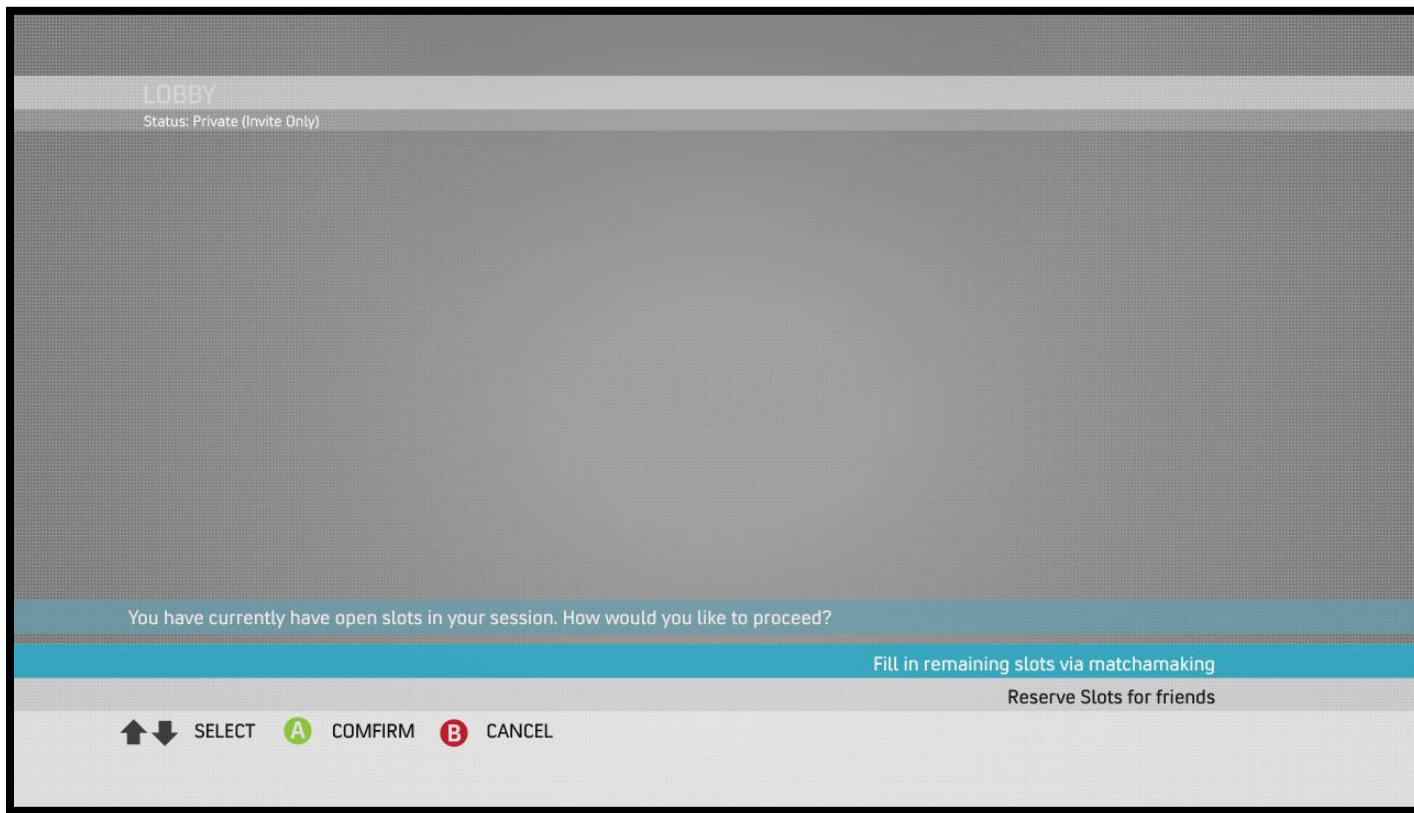 LOBBY
Status: Private (Invite Only)
You have currently have open slots in your session. How would you like to proceed?
Fill in remaining slots via matchamaking
Reserve Slots for friends
SELECT A COMFIRM B CANCEL